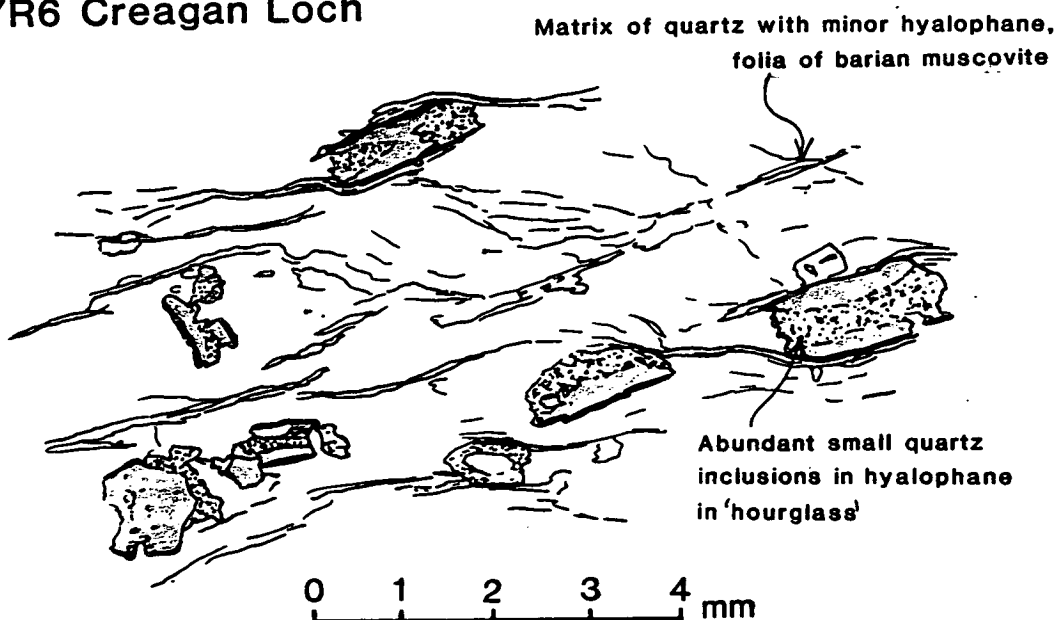 YR6 Creagan Loch
Matrix of quartz with minor hyalophane,
folia of barian muscovite
Abundant small quartz
inclusions in hyalophane
in 'hourglass'
0 1 2 3 4 mm